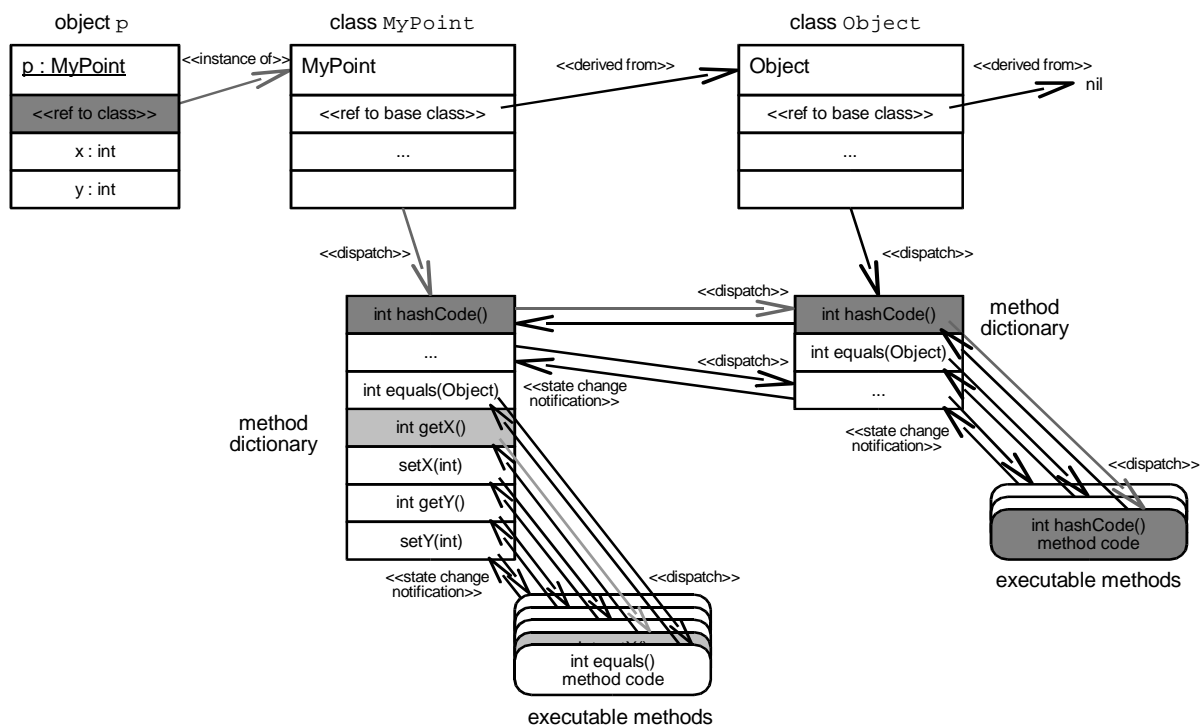 object p
class MyPoint
class Object
p : MyPoint
<<instance of>>
MyPoint
<<derived from>>
Object
<<derived from>>
nil
<<ref to class>>
<<ref to base class>>
<<ref to base class>>
x : int
...
...
y : int
<<dispatch>>
<<dispatch>>
int hashCode()
<<dispatch>>
int hashCode()
method
dictionary
...
<<dispatch>>
int equals(Object)
int equals(Object)
<<state change
notification>>
...
method
dictionary
int getX()
<<state change
notification>>
setX(int)
<<dispatch>>
int getY()
setY(int)
int hashCode()
method code
executable methods
<<state change
notification>>
<<dispatch>>
int equals()
method code
executable methods